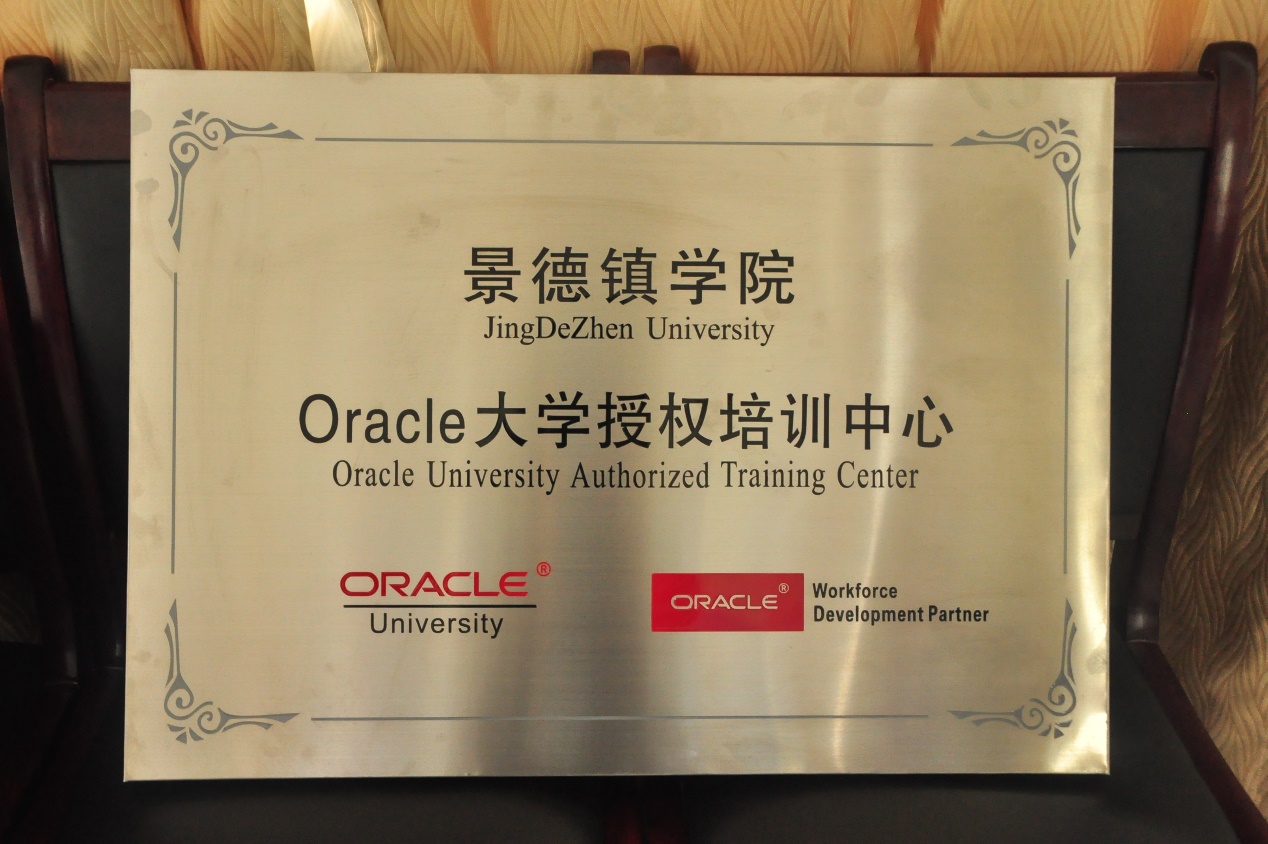 景德镇学院
JingDeZhen University
Oracle大学授权培训中心
Oracle University Authorized Training Center
ORACLE®
University
ORACLE®
Workforce
Development Partner